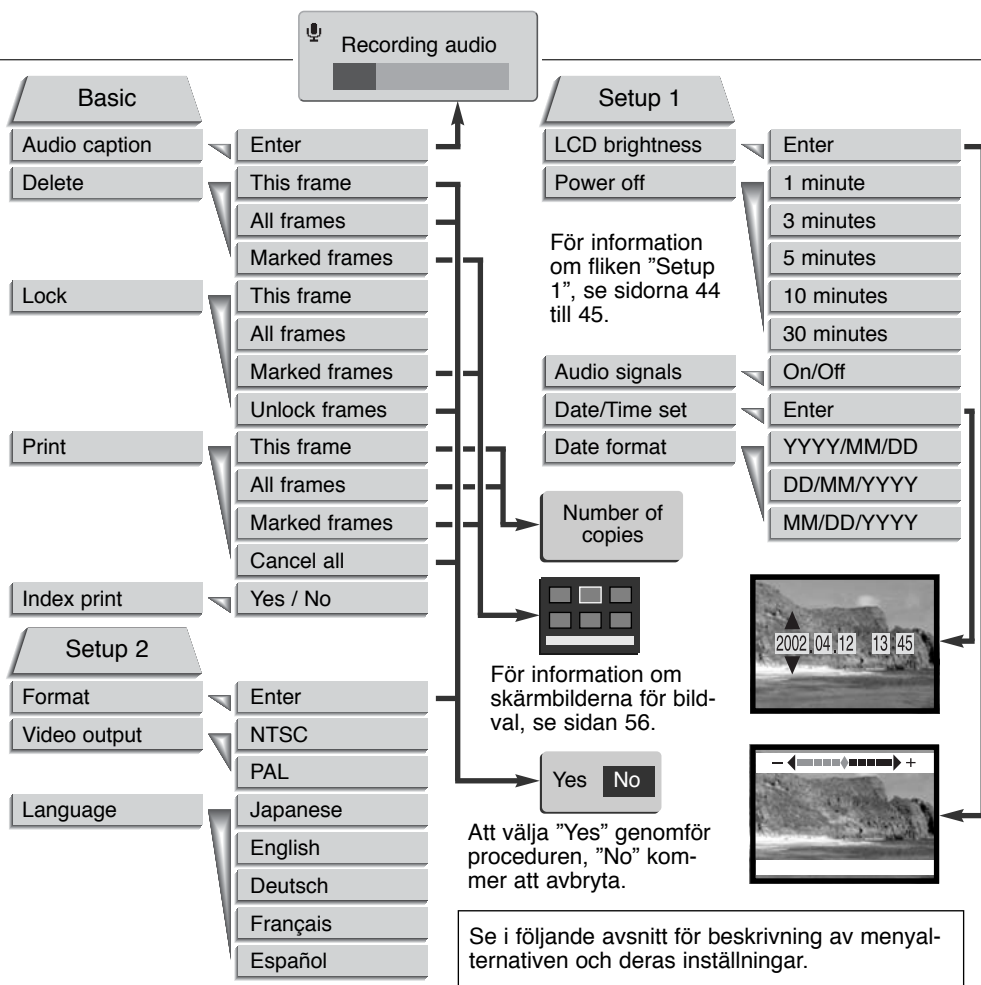 Recording audio
Basic
Audio caption
Enter
Delete
This frame
All frames
Marked frames
Lock
This frame
All frames
Marked frames
Unlock frames
Print
This frame
All frames
Marked frames
Cancel all
Index print
Yes / No
Setup 2
Format
Enter
Video output
NTSC
PAL
Language
Japanese
English
Deutsch
Français
Español
Setup 1
LCD brightness
Enter
Power off
1 minute
3 minutes
5 minutes
10 minutes
30 minutes
För information
om fliken ”Setup
1”, se sidorna 44
till 45.
Audio signals
On/Off
Date/Time set
Enter
Date format
YYYY/MM/DD
DD/MM/YYYY
MM/DD/YYYY
Number of
copies
För information om
skärmbilderna för bild-
val, se sidan 56.
2002.04.12 13:45
Yes No
Att välja ”Yes” genomför
proceduren, ”No” kom-
mer att avbryta.
− +
Se i följande avsnitt för beskrivning av menyal-
ternativen och deras inställningar.